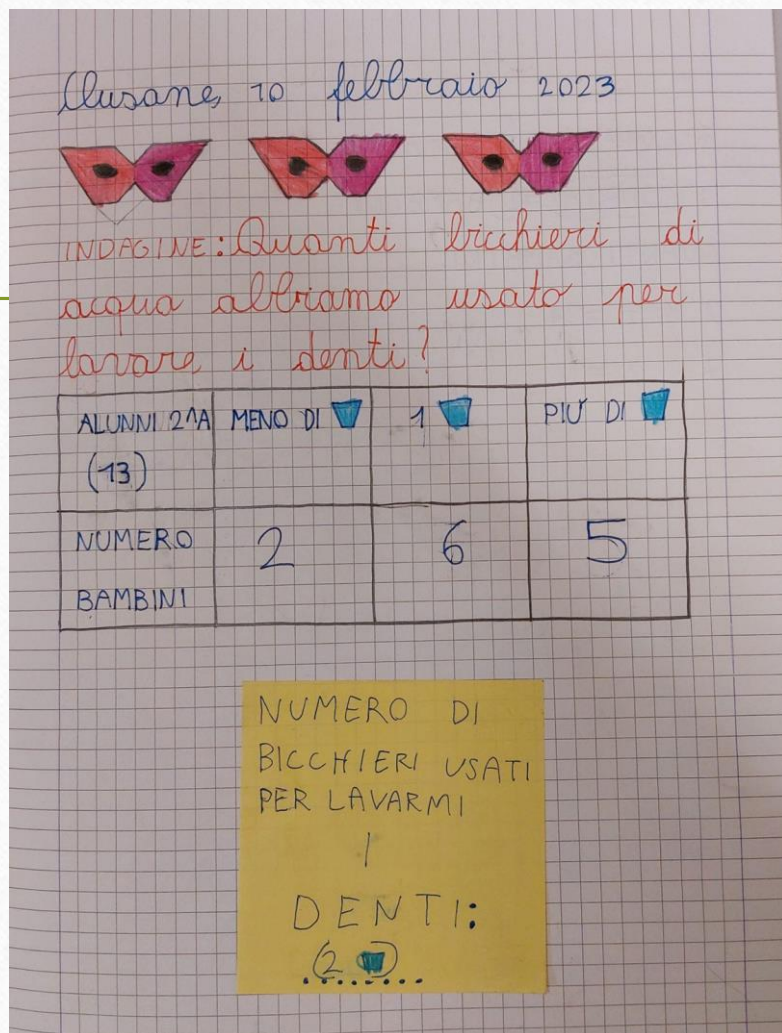 Clusane, 10 febbraio 2023
INDAGINE: Quanti bicchieri di
acqua abbiamo usato per
lavare i denti?
ALUNNI 2^A MENO DI 1 PIU' DI
(13)
NUMERO 2 6 5
BAMBINI
NUMERO DI
BICCHIERI USATI
PER LAVARMI
I
DENTI:
(2 )
........